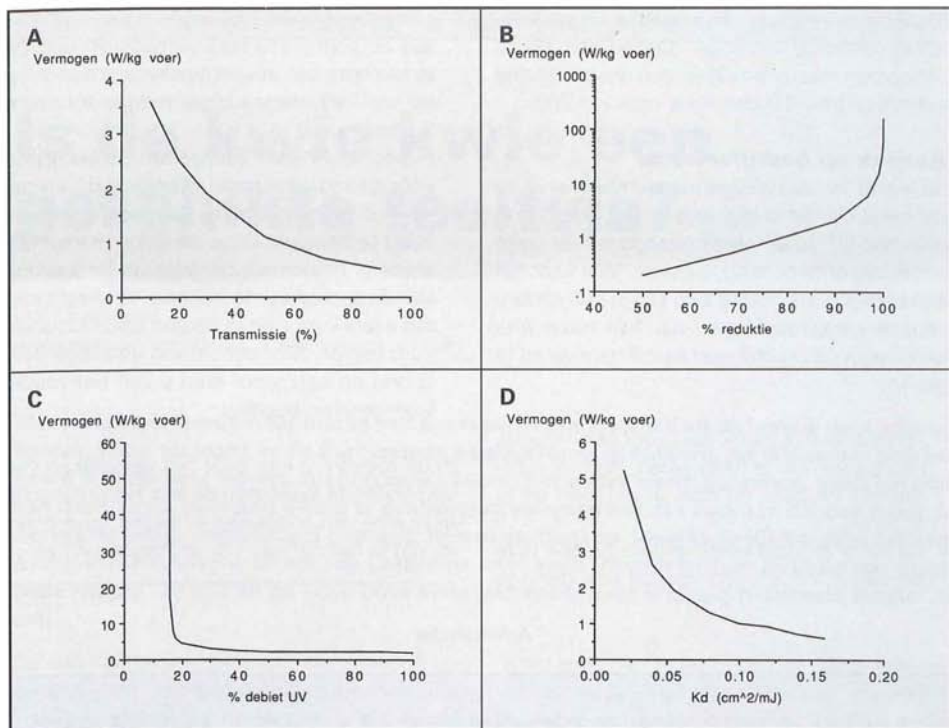 A
Vermogen (W/kg voer)
4
3
2
1
0
0 20 40 60 80 100
Transmissie (%)
B
Vermogen (W/kg voer)
1000
100
10
1
.1
40 50 60 70 80 90 100
% reduktie
C
Vermogen (W/kg voer)
60
50
40
30
20
10
0
0 20 40 60 80 100
% debiet UV
D
Vermogen (W/kg voer)
6
5
4
3
2
1
0
0.00 0.05 0.10 0.15 0.20
Kd (cm^2/mJ)